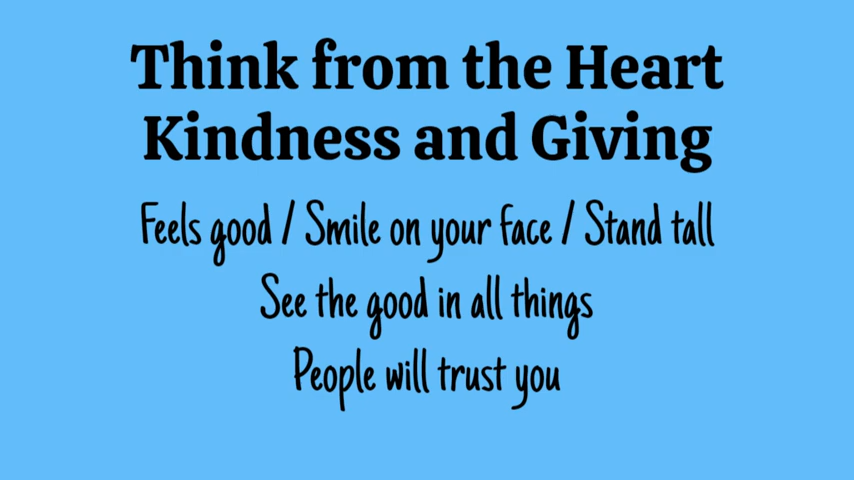 Think from the Heart
Kindness and Giving
Feels good / Smile on your face / Stand tall
See the good in all things
People will trust you